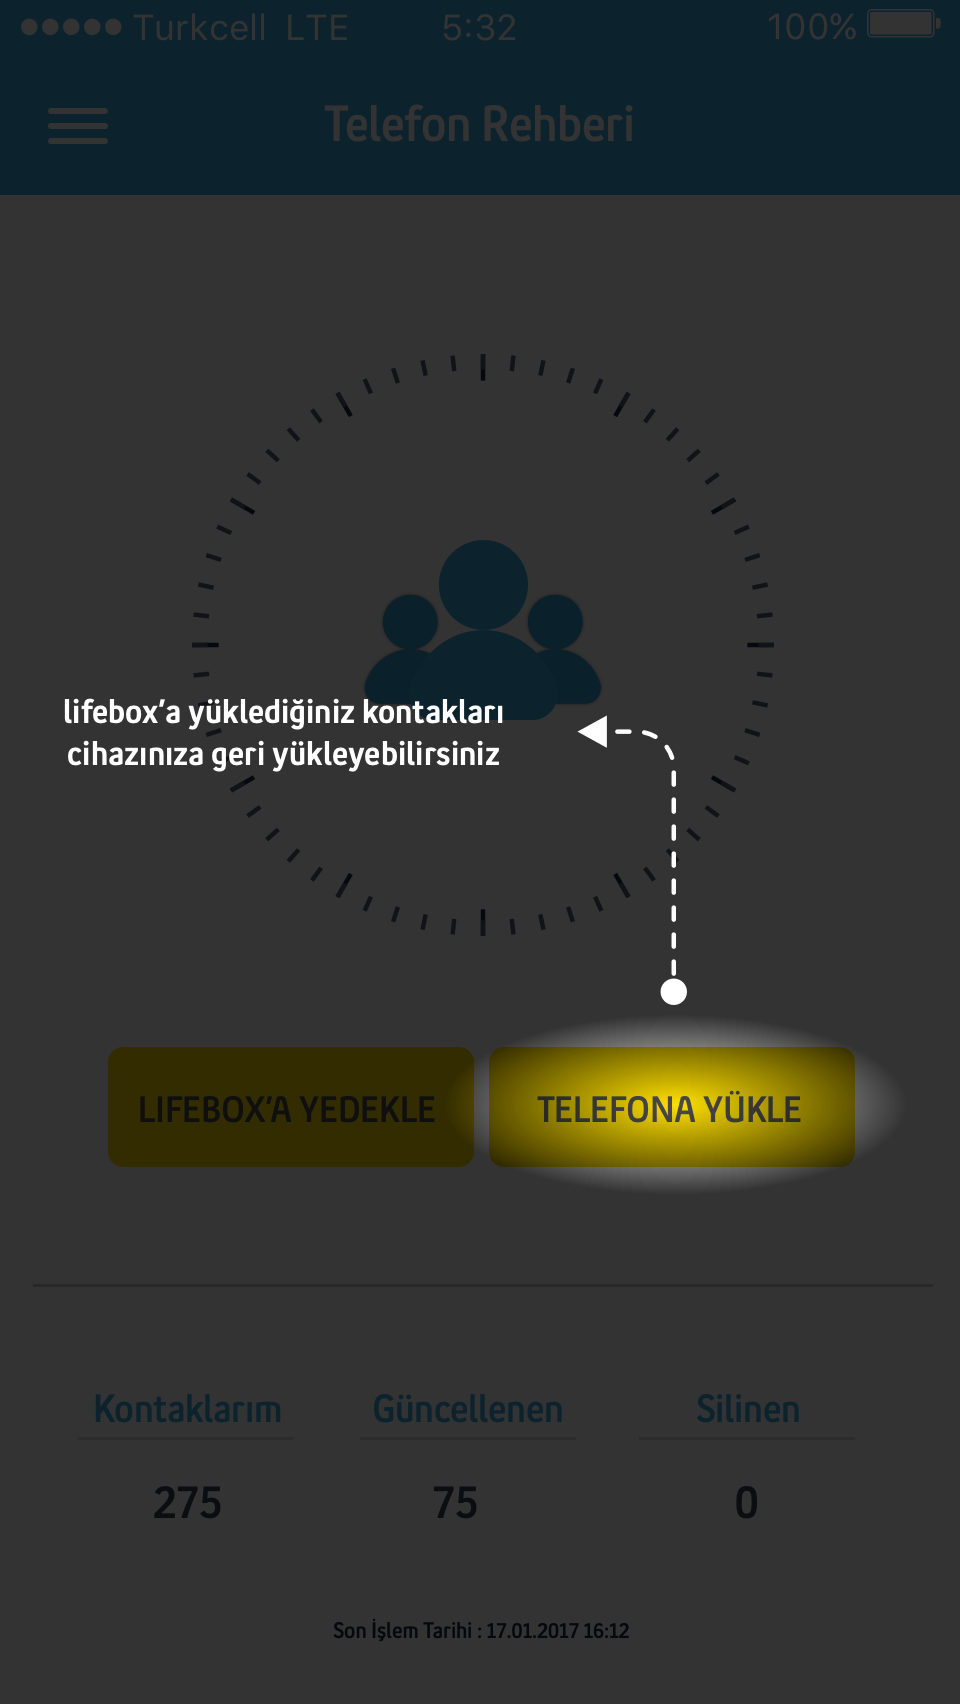 Turkcell LTE 5:32 100%
Telefon Rehberi
lifebox’a yüklediğiniz kontakları
cihazınıza geri yükleyebilirsiniz
LIFEBOX’A YEDEKLE TELEFONA YÜKLE
Kontaklarım Güncellenen Silinen
275 75 0
Son İşlem Tarihi : 17.01.2017 16:12